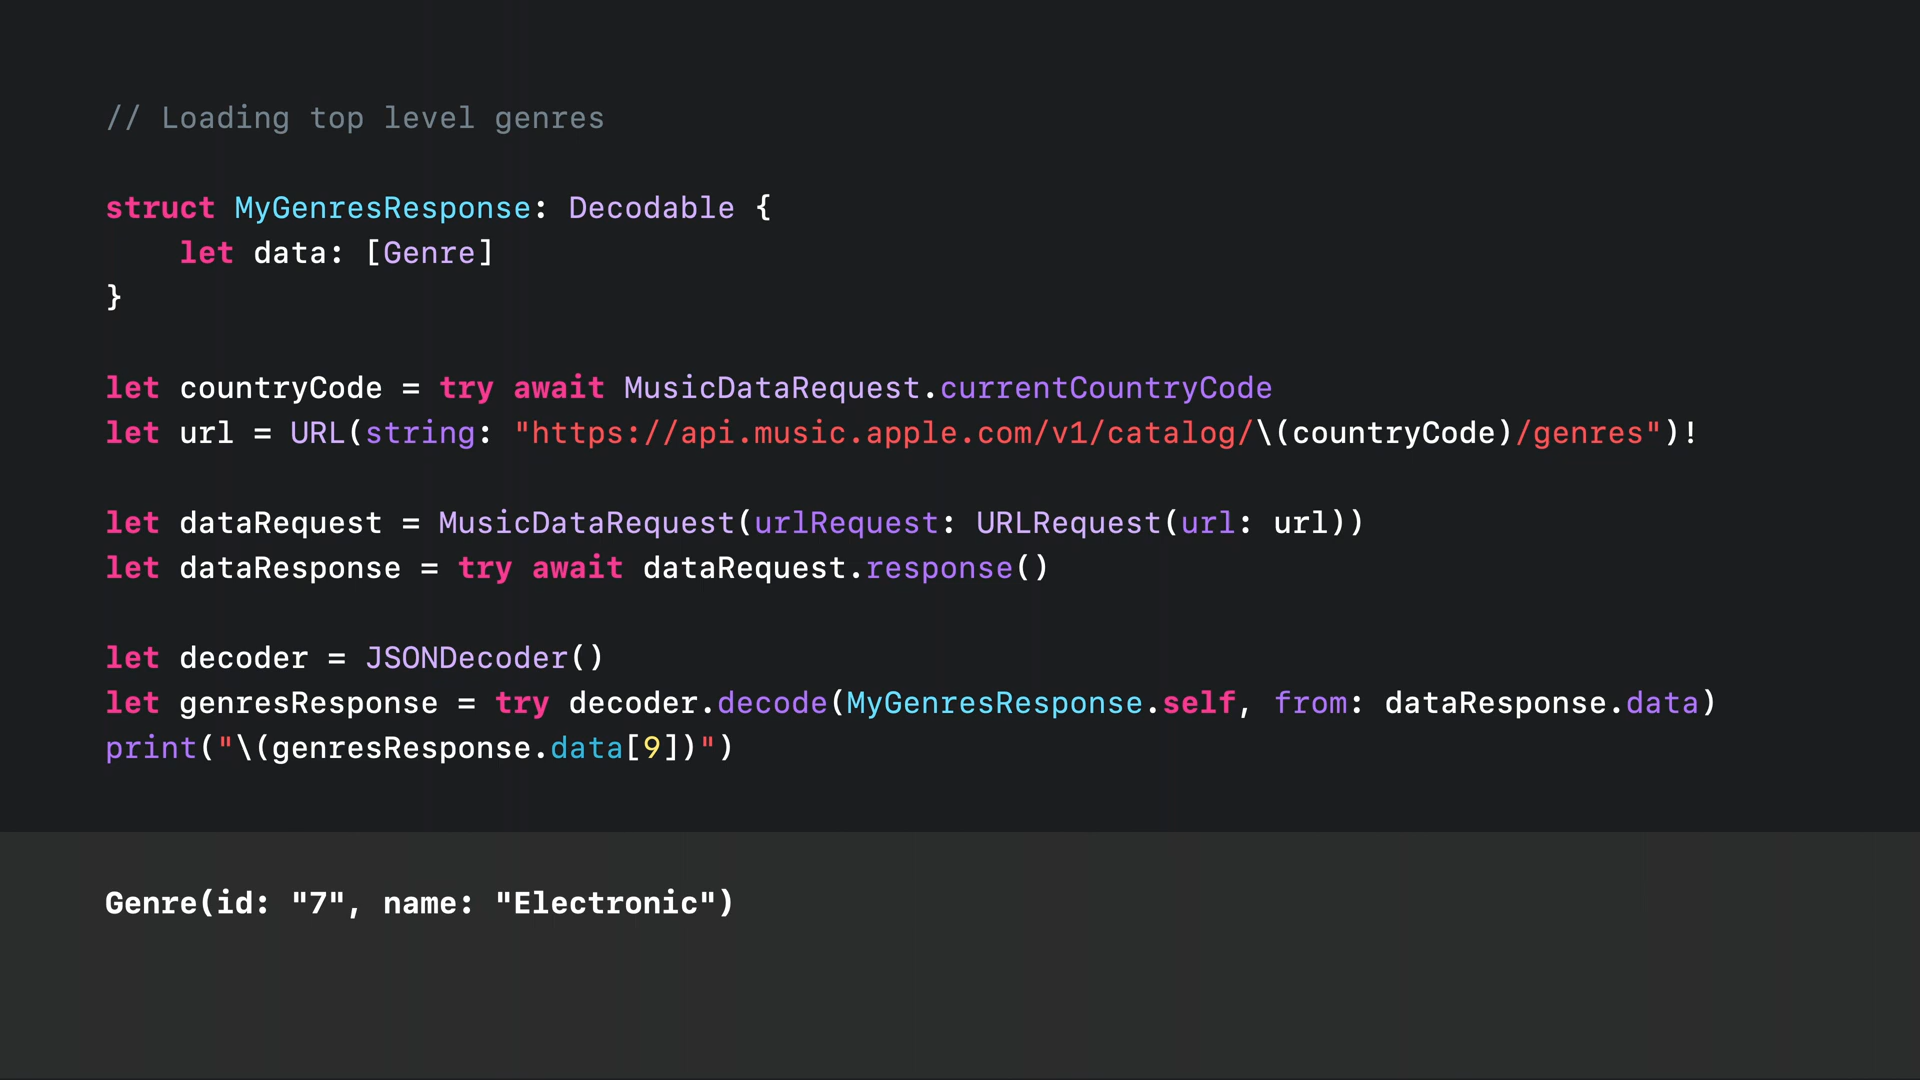 // Loading top level genres
struct MyGenresResponse: Decodable {
    let data: [Genre]
}
let countryCode = try await MusicDataRequest.currentCountryCode
let url = URL(string: "https://api.music.apple.com/v1/catalog/\(countryCode)/genres")!
let dataRequest = MusicDataRequest(urlRequest: URLRequest(url: url))
let dataResponse = try await dataRequest.response()
let decoder = JSONDecoder()
let genresResponse = try decoder.decode(MyGenresResponse.self, from: dataResponse.data)
print("\(genresResponse.data[9])")
Genre(id: "7", name: "Electronic")